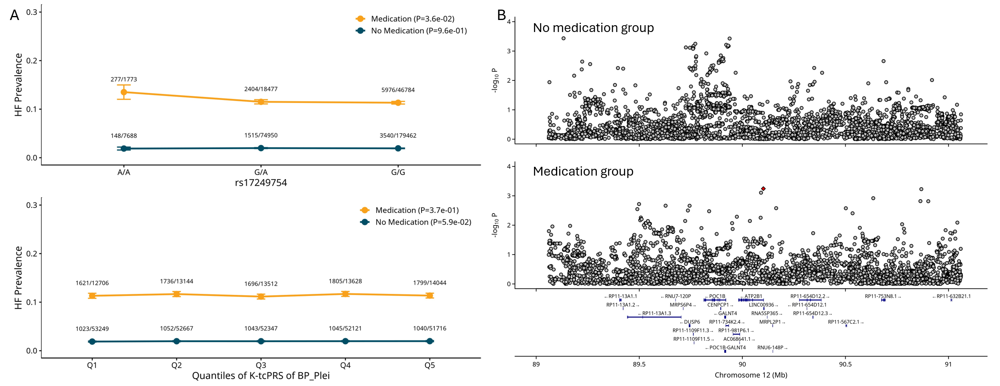 A
0.3
0.2
0.1
0.0
HF Prevalence
Medication (P=3.6e-02)
No Medication (P=9.6e-01)
277/1773
2404/18477
5976/46784
148/7688
1515/74950
3540/179462
A/A
G/A
G/G
rs17249754
0.3
0.2
0.1
0.0
HF Prevalence
Medication (P=3.7e-01)
No Medication (P=5.9e-02)
1621/12706
1736/13144
1696/13512
1805/13628
1799/14044
1023/53249
1052/52667
1043/52347
1045/52121
1040/51716
Q1
Q2
Q3
Q4
Q5
Quantiles of K-tcPRS of BP_Plei
B
No medication group
4
3
2
1
0
-log10 P
Medication group
4
3
2
1
0
-log10 P
←RP11-13A1.1
←RNU7-120P
←POC1B
←ATP2B1
RP11-654D12.2→
RP11-753N8.1→
←RP11-632B21.1
RP11-13A1.2→
MRPS6P4→
CENPCP1→
LINC00936→
←RP11-654D12.1
←RP11-13A1.3
←GALNT4
RNA5SP365→
RP11-654D12.3→
←DUSP6
RP11-734K2.4→
MRPL2P1→
RP11-567C2.1→
RP11-1109F11.3→
RP11-981P6.1→
RP11-1109F11.5→
AC068641.1→
←POC1B-GALNT4
RNU6-148P→
89
89.5
90
90.5
91
Chromosome 12 (Mb)